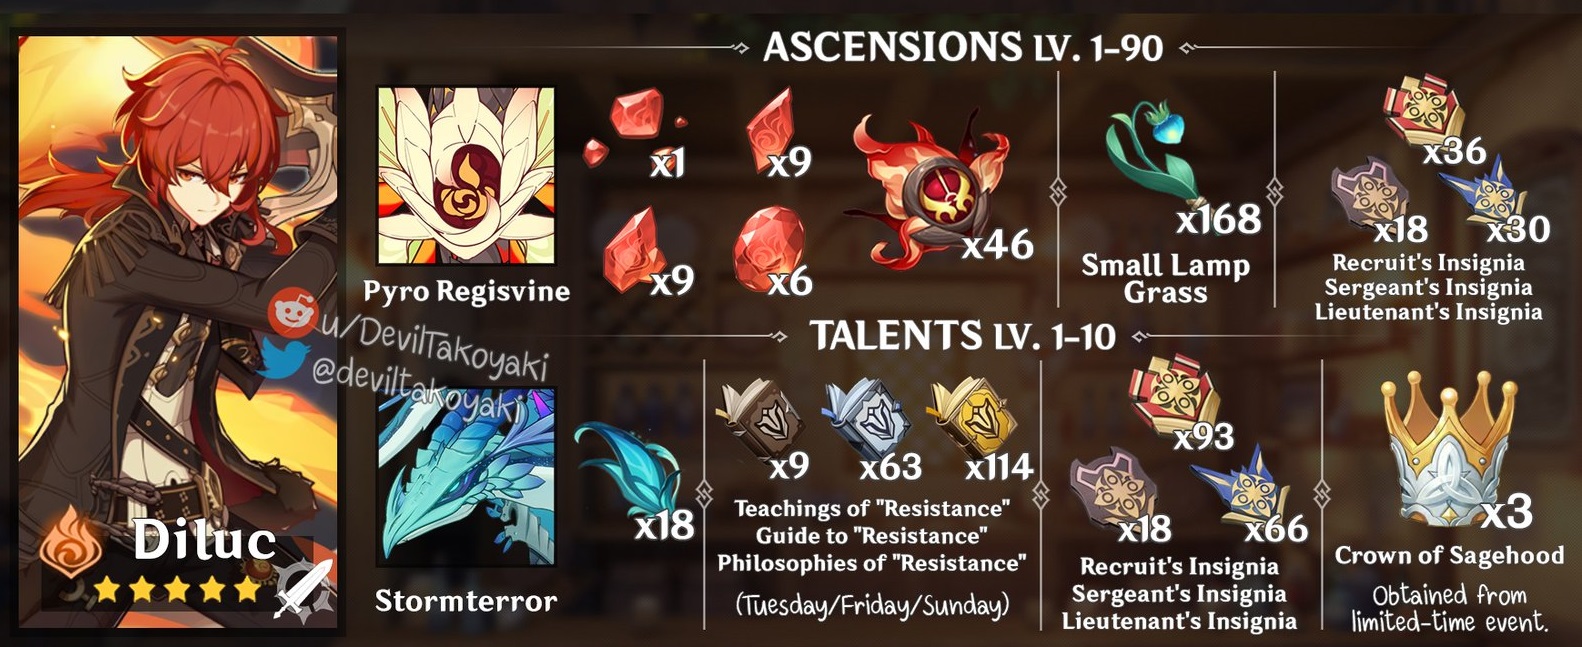 ASCENSIONS LV. 1-90
x1
x9
x9
x6
x46
x168
x36
x18
x30
Pyro Regisvine
Small Lamp
Grass
Recruit's Insignia
Sergeant's Insignia
Lieutenant's Insignia
u/DevilTakoyaki
@deviltakoyaki
TALENTS LV. 1-10
x18
x9
x63
x114
x93
x18
x66
x3
Diluc
Stormterror
Teachings of "Resistance"
Guide to "Resistance"
Philosophies of "Resistance"
(Tuesday/Friday/Sunday)
Recruit's Insignia
Sergeant's Insignia
Lieutenant's Insignia
Crown of Sagehood
Obtained from
limited-time event.